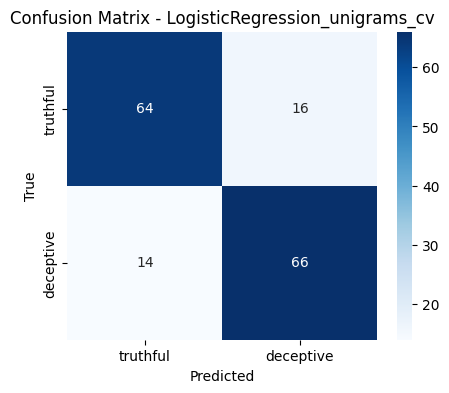 Confusion Matrix - LogisticRegression_unigrams_cv
truthful
64
16
60
50
True
40
deceptive
14
66
30
20
truthful
deceptive
Predicted